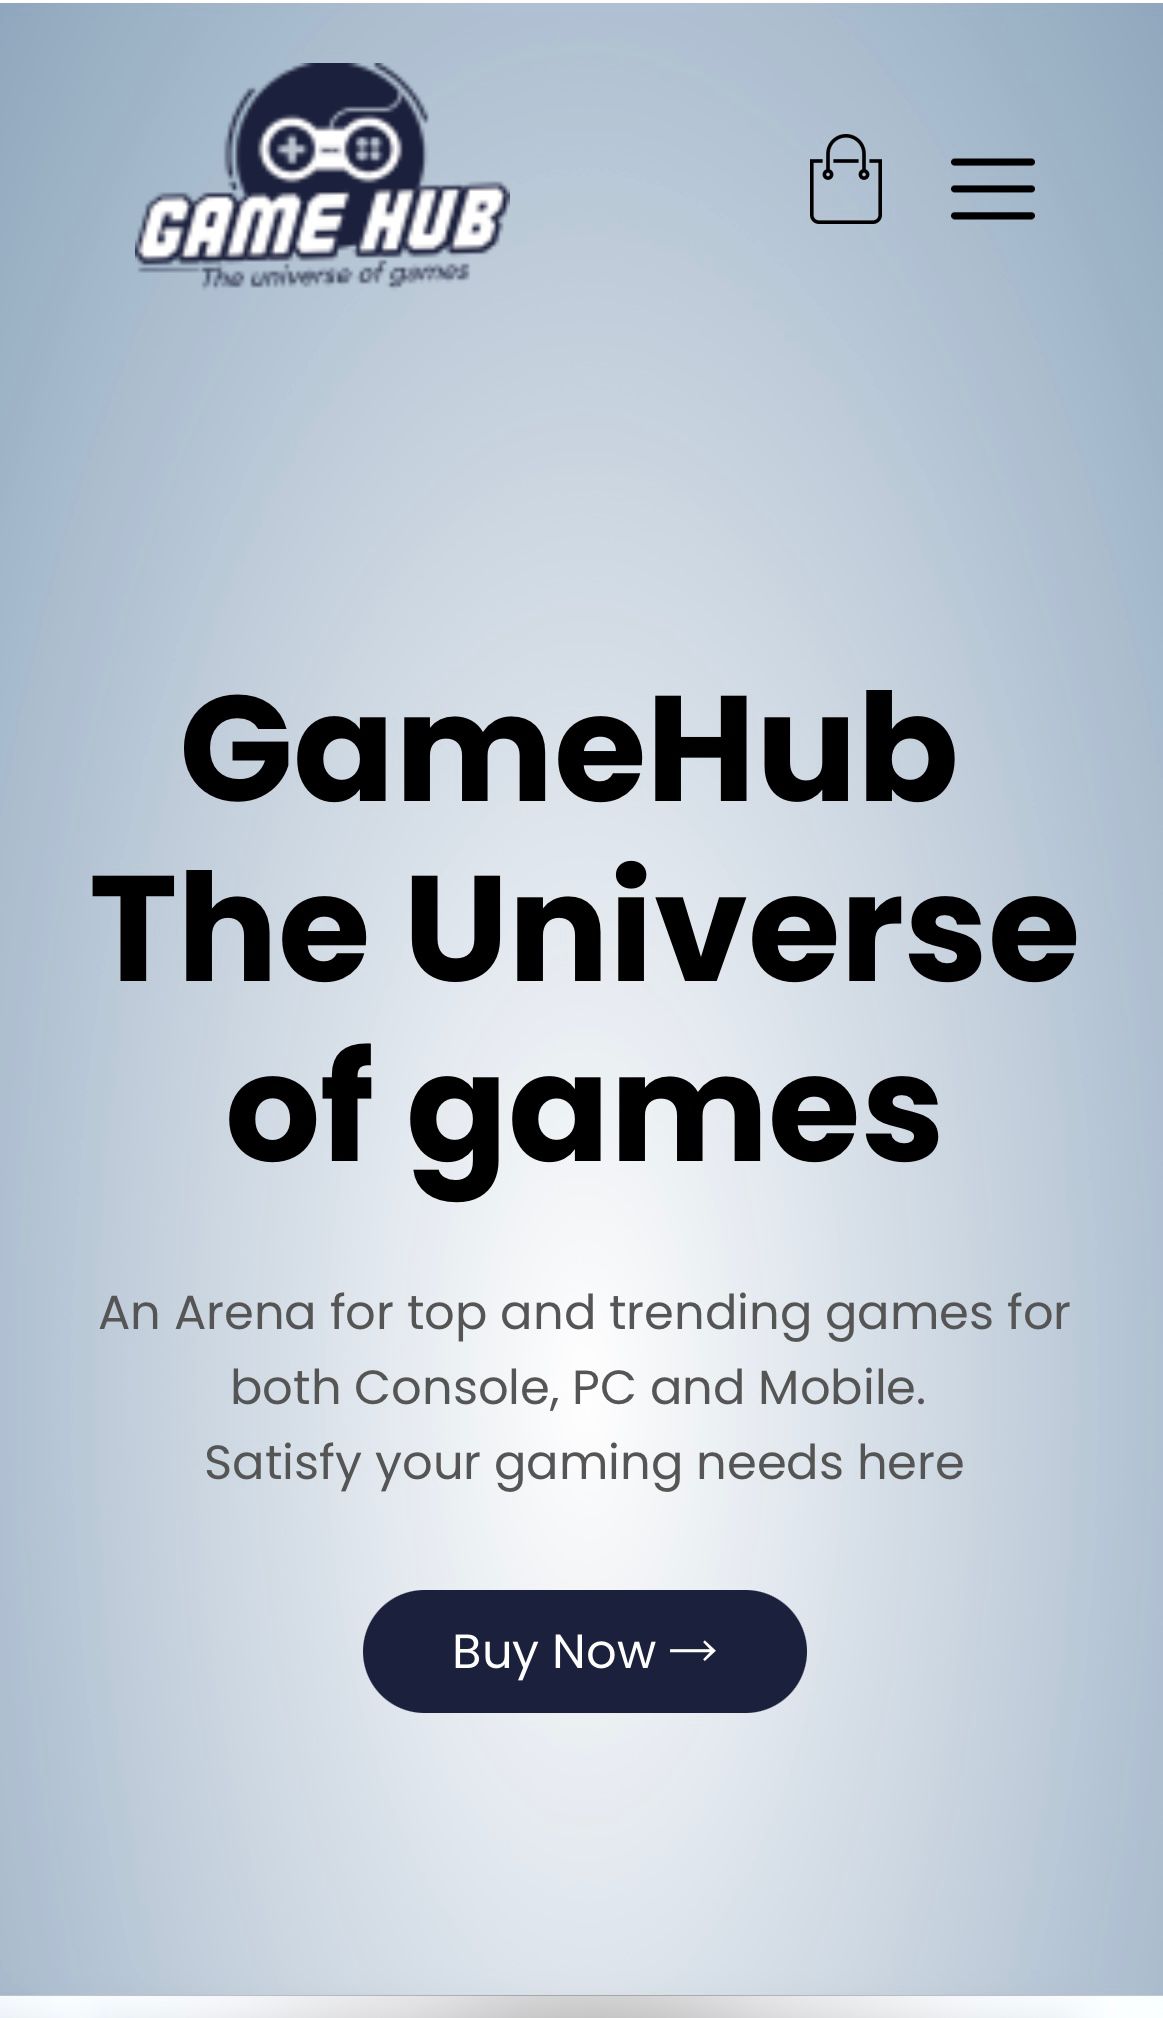 GAME HUB
The universe of games
GameHub
The Universe
of games
An Arena for top and trending games for
both Console, PC and Mobile.
Satisfy your gaming needs here
Buy Now →